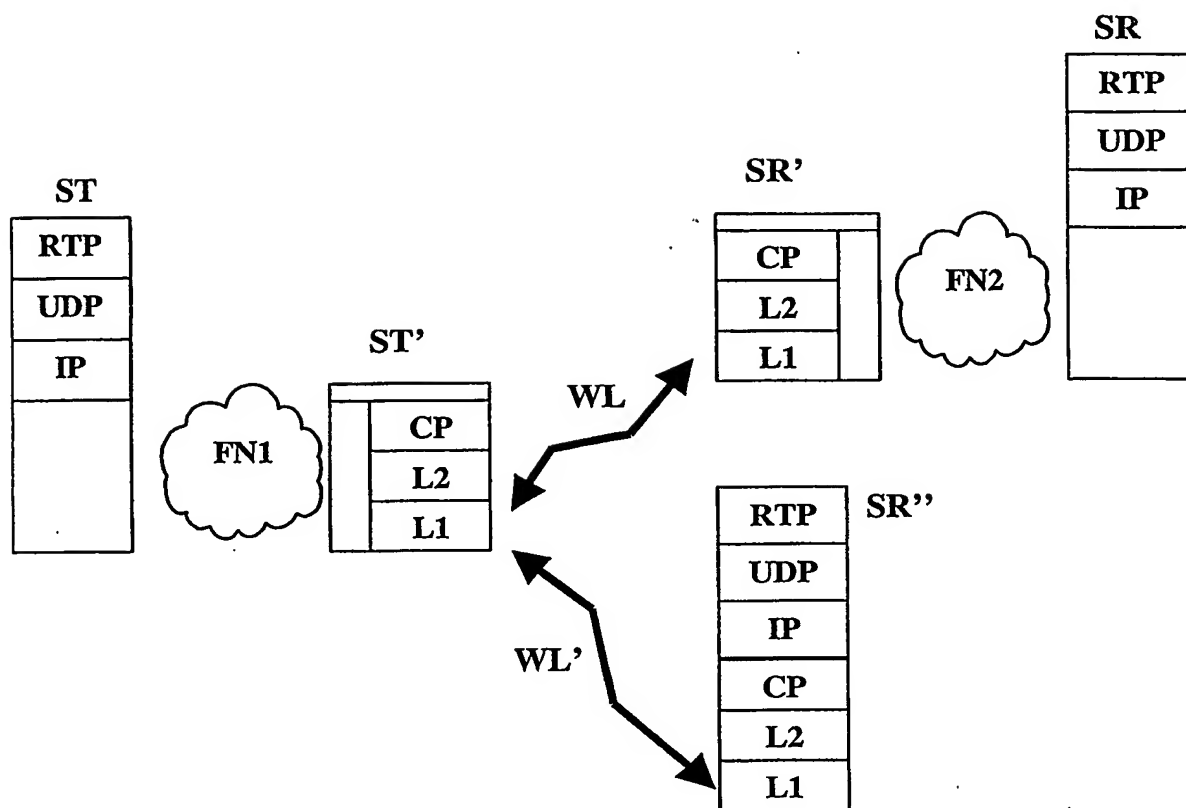 SR
RTP
UDP
IP
SR'
CP
L2
L1
FN2
ST
RTP
UDP
IP
FN1
ST'
CP
L2
L1
WL
WL'
SR''
RTP
UDP
IP
CP
L2
L1